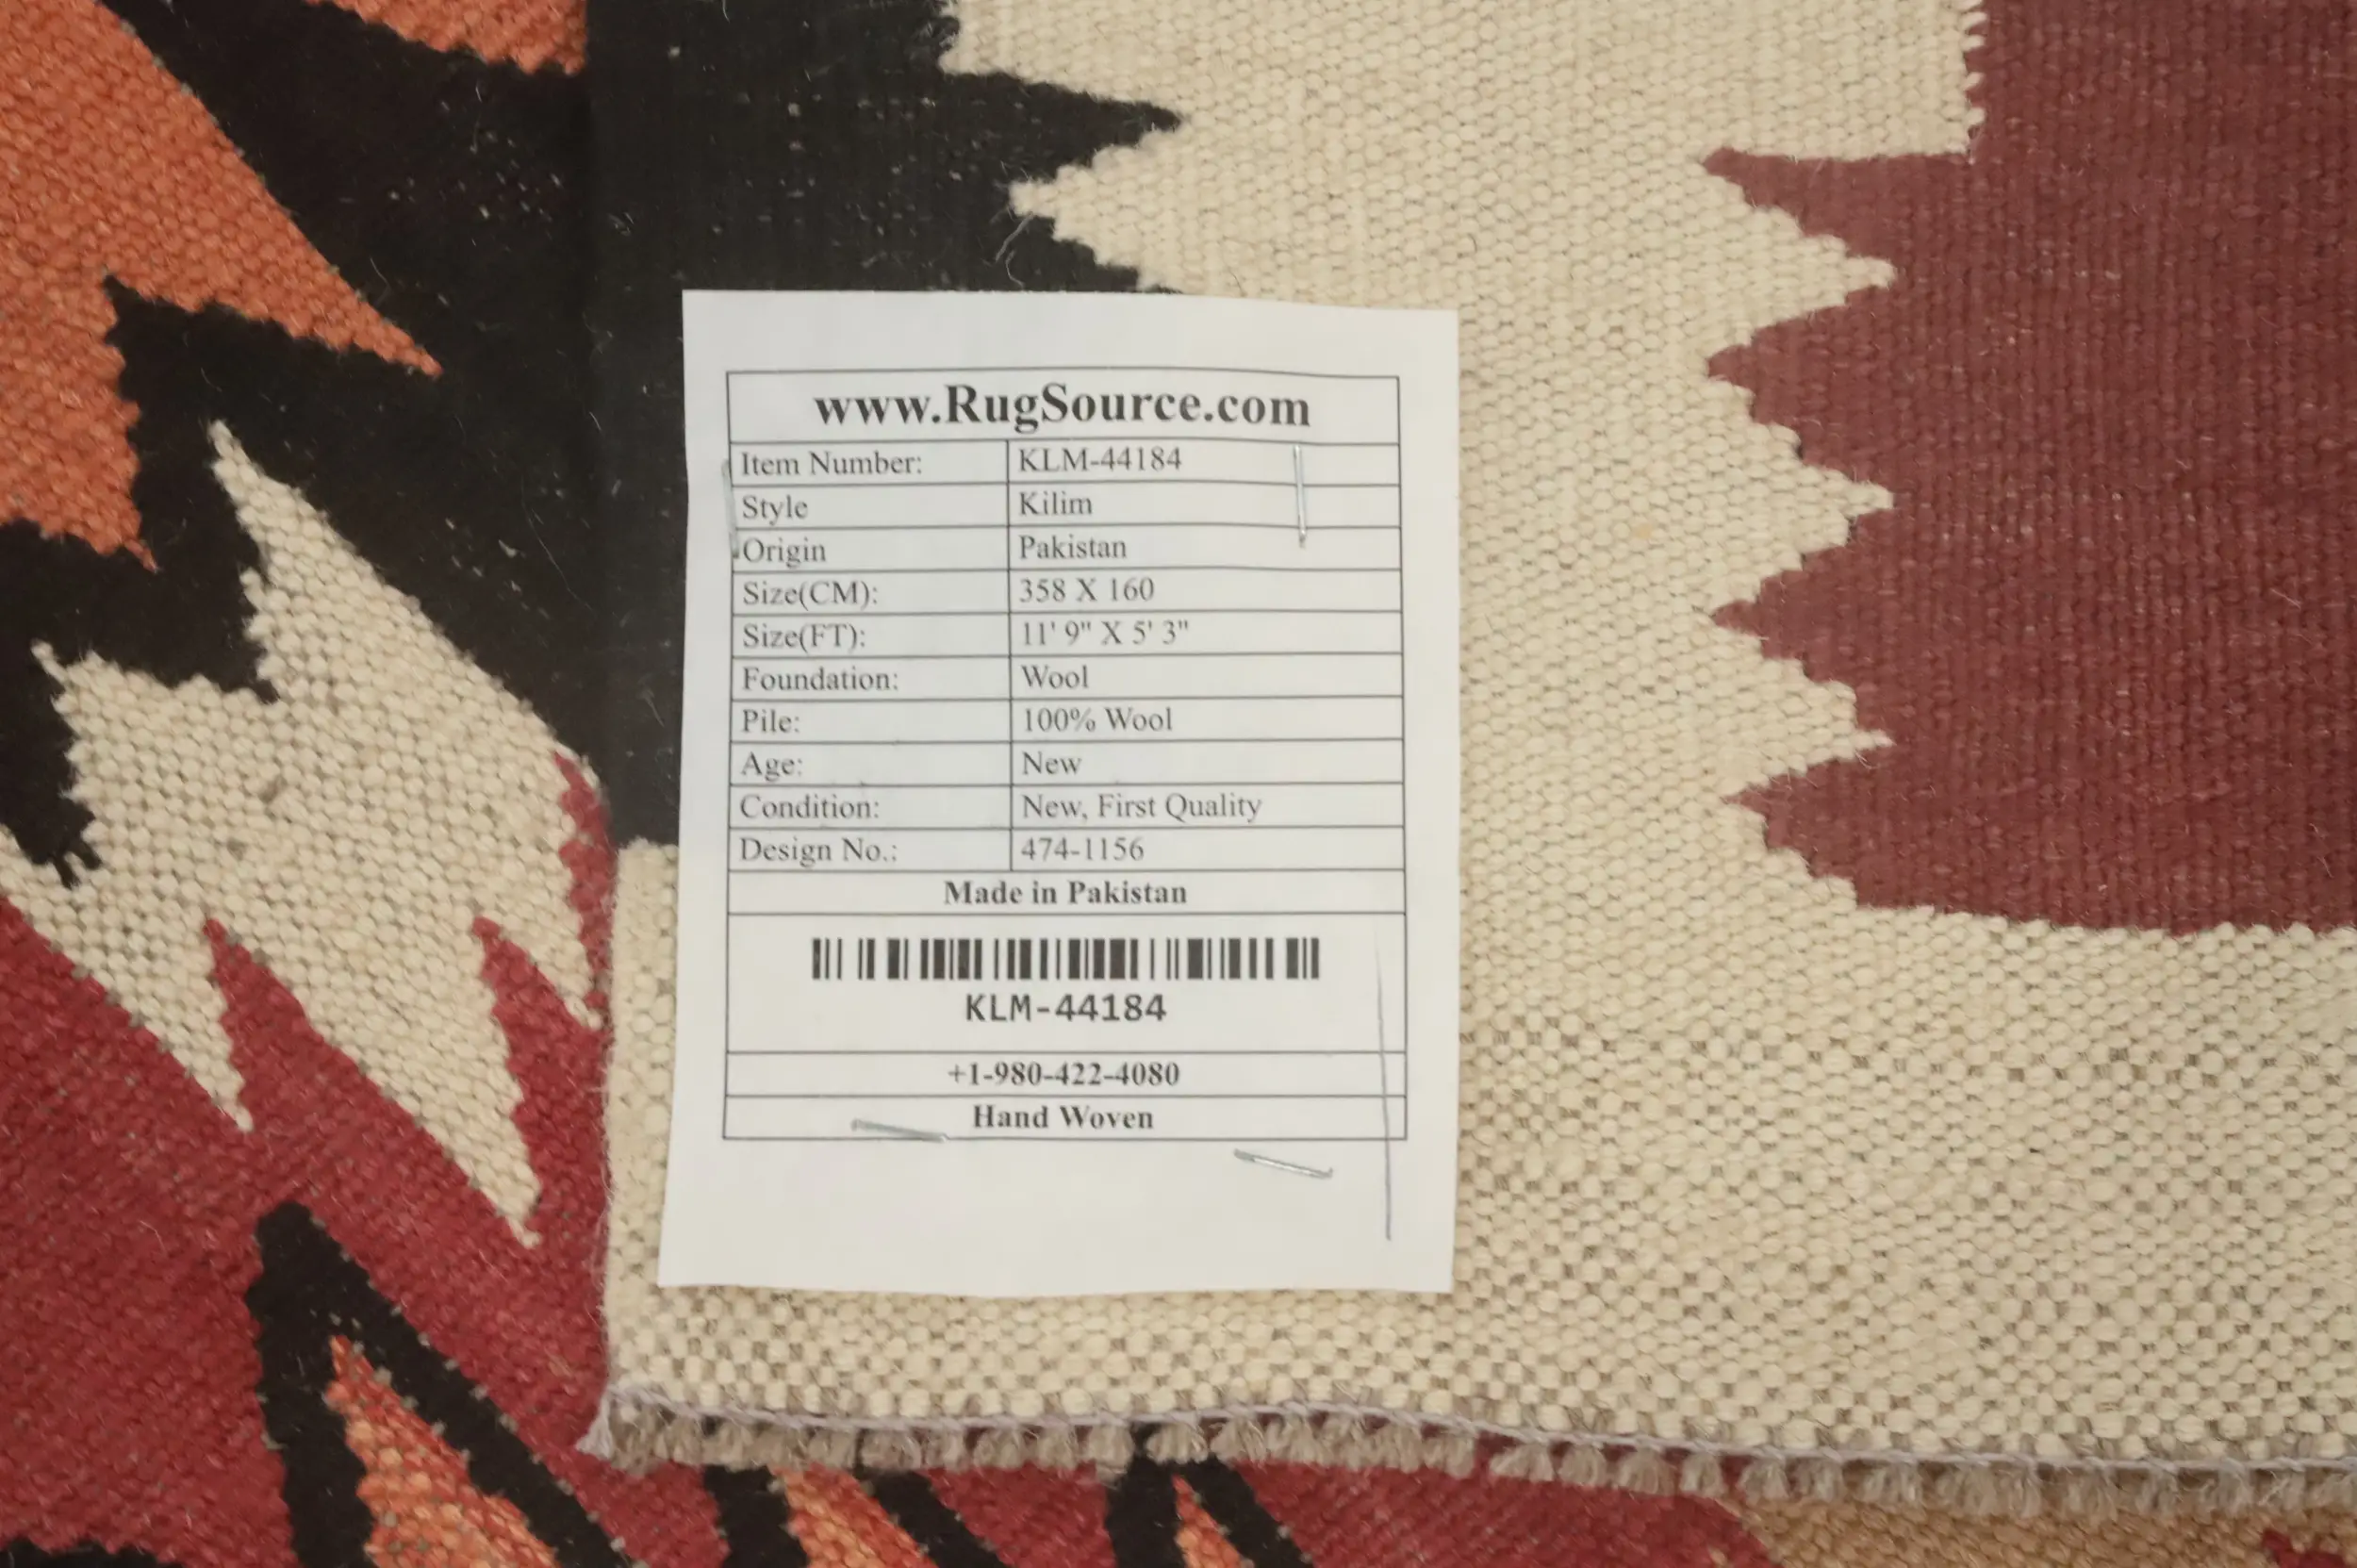 www.RugSource.com
Item Number: KLM-44184
Style Kilim
Origin Pakistan
Size(CM): 358 X 160
Size(FT): 11' 9" X 5' 3"
Foundation: Wool
Pile: 100% Wool
Age: New
Condition: New, First Quality
Design No.: 474-1156
Made in Pakistan
KLM-44184
+1-980-422-4080
Hand Woven